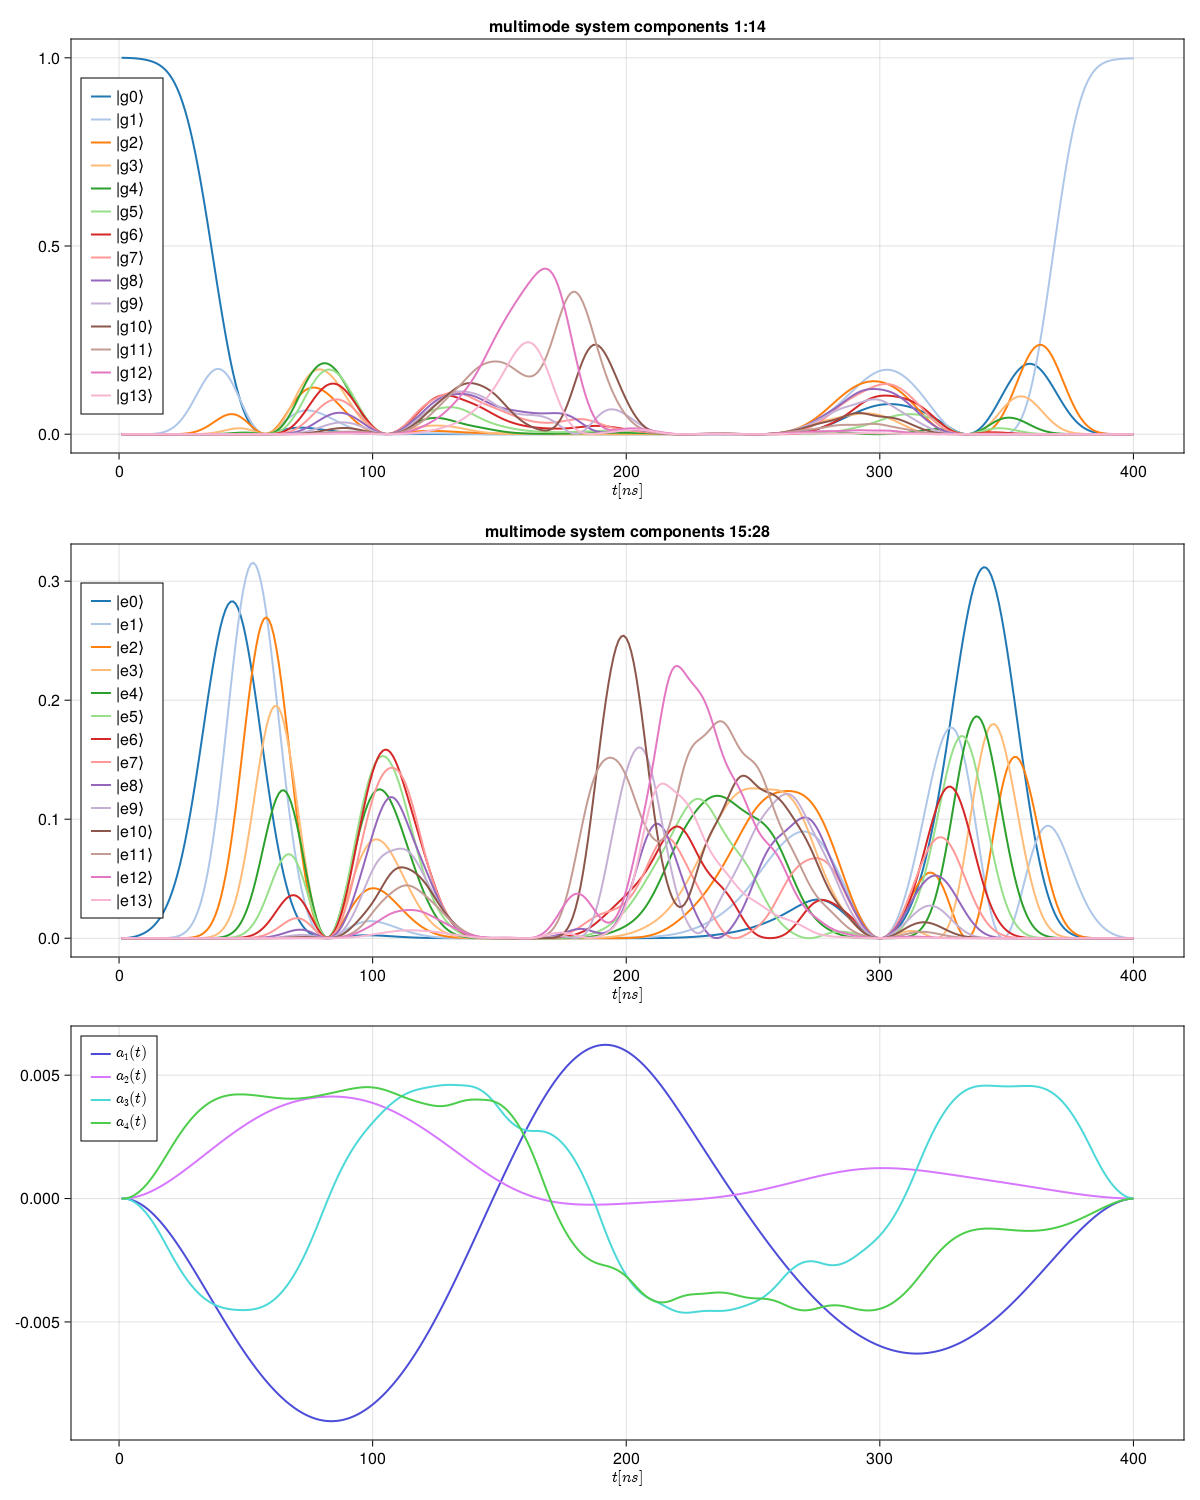 multimode system components 1:14
1.0
0.5
0.0
|g0⟩
|g1⟩
|g2⟩
|g3⟩
|g4⟩
|g5⟩
|g6⟩
|g7⟩
|g8⟩
|g9⟩
|g10⟩
|g11⟩
|g12⟩
|g13⟩
0 100 200 300 400
t[ns]
multimode system components 15:28
0.3
0.2
0.1
0.0
|e0⟩
|e1⟩
|e2⟩
|e3⟩
|e4⟩
|e5⟩
|e6⟩
|e7⟩
|e8⟩
|e9⟩
|e10⟩
|e11⟩
|e12⟩
|e13⟩
0 100 200 300 400
t[ns]
0.005
0.000
-0.005
a₁(t)
a₂(t)
a₃(t)
a₄(t)
0 100 200 300 400
t[ns]